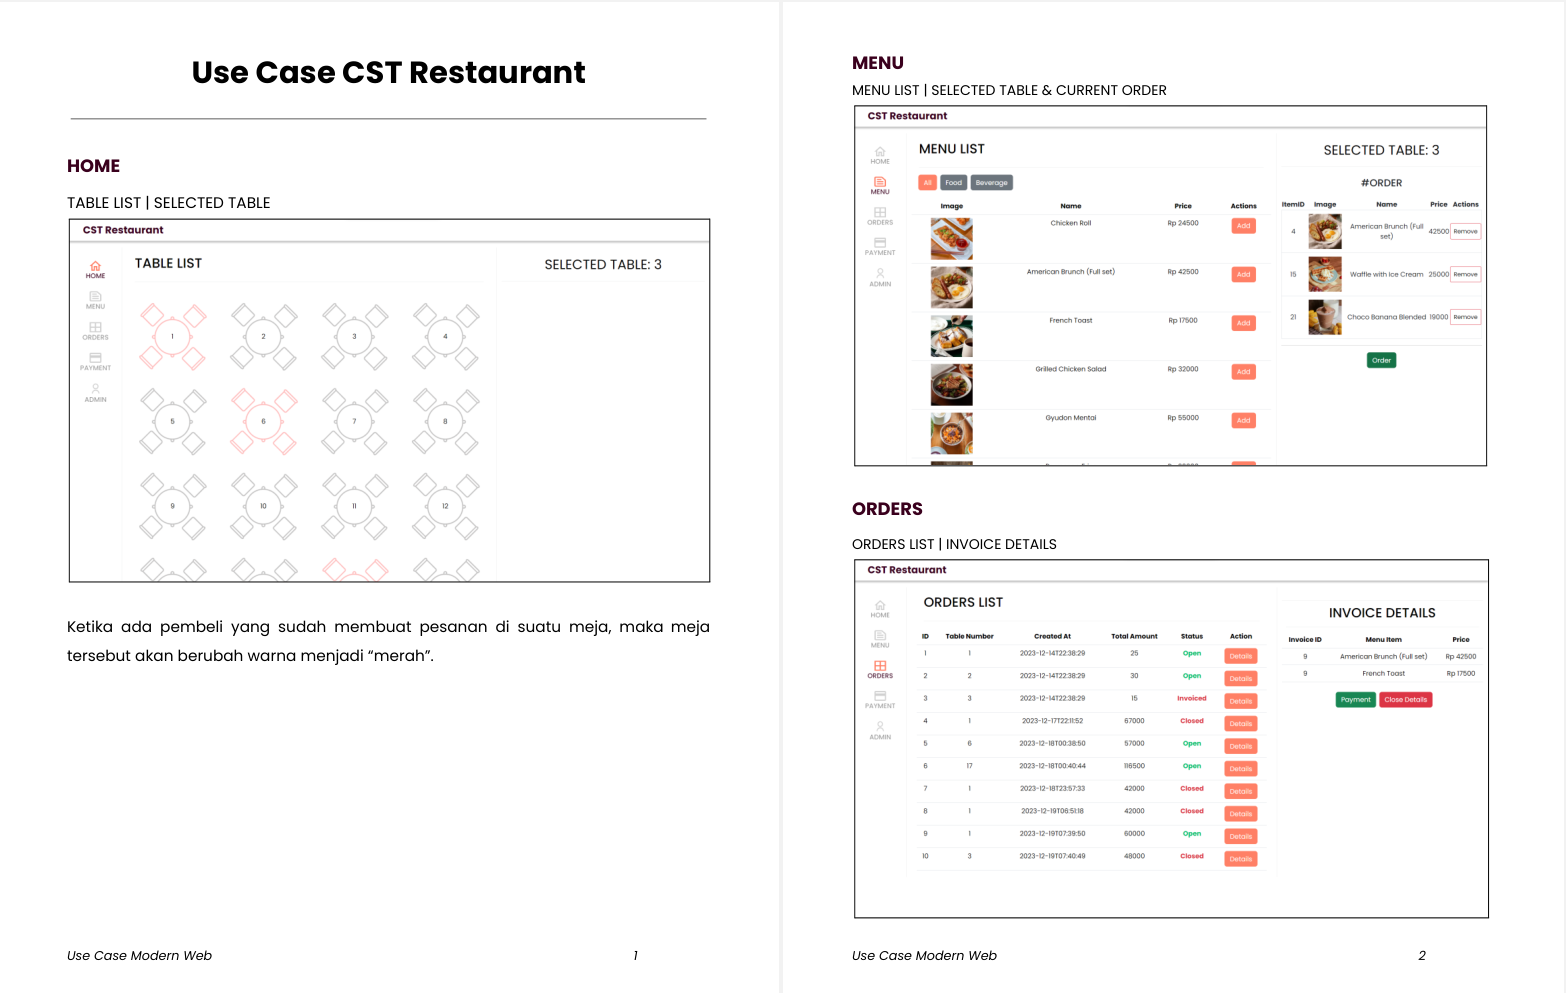 Use Case CST Restaurant
HOME
TABLE LIST | SELECTED TABLE
CST Restaurant
HOME
MENU
ORDERS
PAYMENT
ADMIN
TABLE LIST
1 2 3 4
5 6 7 8
9 10 11 12
SELECTED TABLE: 3
Ketika ada pembeli yang sudah membuat pesanan di suatu meja, maka meja
tersebut akan berubah warna menjadi “merah”.
Use Case Modern Web 1
MENU
MENU LIST | SELECTED TABLE & CURRENT ORDER
CST Restaurant
HOME
MENU
ORDERS
PAYMENT
ADMIN
MENU LIST
All Food Beverage
Image Name Price Actions
Chicken Roll Rp 24500 Add
American Brunch (Full set) Rp 42500 Add
French Toast Rp 17500 Add
Grilled Chicken Salad Rp 32000 Add
Gyudon Mentai Rp 55000 Add
SELECTED TABLE: 3
#ORDER
ItemID Image Name Price Actions
4 American Brunch (Full set) 42500 Remove
15 Waffle with Ice Cream 25000 Remove
21 Choco Banana Blended 19000 Remove
Order
ORDERS
ORDERS LIST | INVOICE DETAILS
CST Restaurant
HOME
MENU
ORDERS
PAYMENT
ADMIN
ORDERS LIST
ID Table Number Created At Total Amount Status Action
1 1 2023-12-14T22:38:29 25 Open Details
2 2 2023-12-14T22:38:29 30 Open Details
3 3 2023-12-14T22:38:29 15 Invoiced Details
4 1 2023-12-17T22:11:52 67000 Closed Details
5 6 2023-12-18T00:38:50 57000 Open Details
6 17 2023-12-18T00:40:44 116500 Open Details
7 1 2023-12-18T23:57:33 42000 Closed Details
8 1 2023-12-19T06:51:18 42000 Closed Details
9 1 2023-12-19T07:39:50 60000 Open Details
10 3 2023-12-19T07:40:49 48000 Closed Details
INVOICE DETAILS
Invoice ID Menu Item Price
9 American Brunch (Full set) Rp 42500
9 French Toast Rp 17500
Payment Close Details
Use Case Modern Web 2